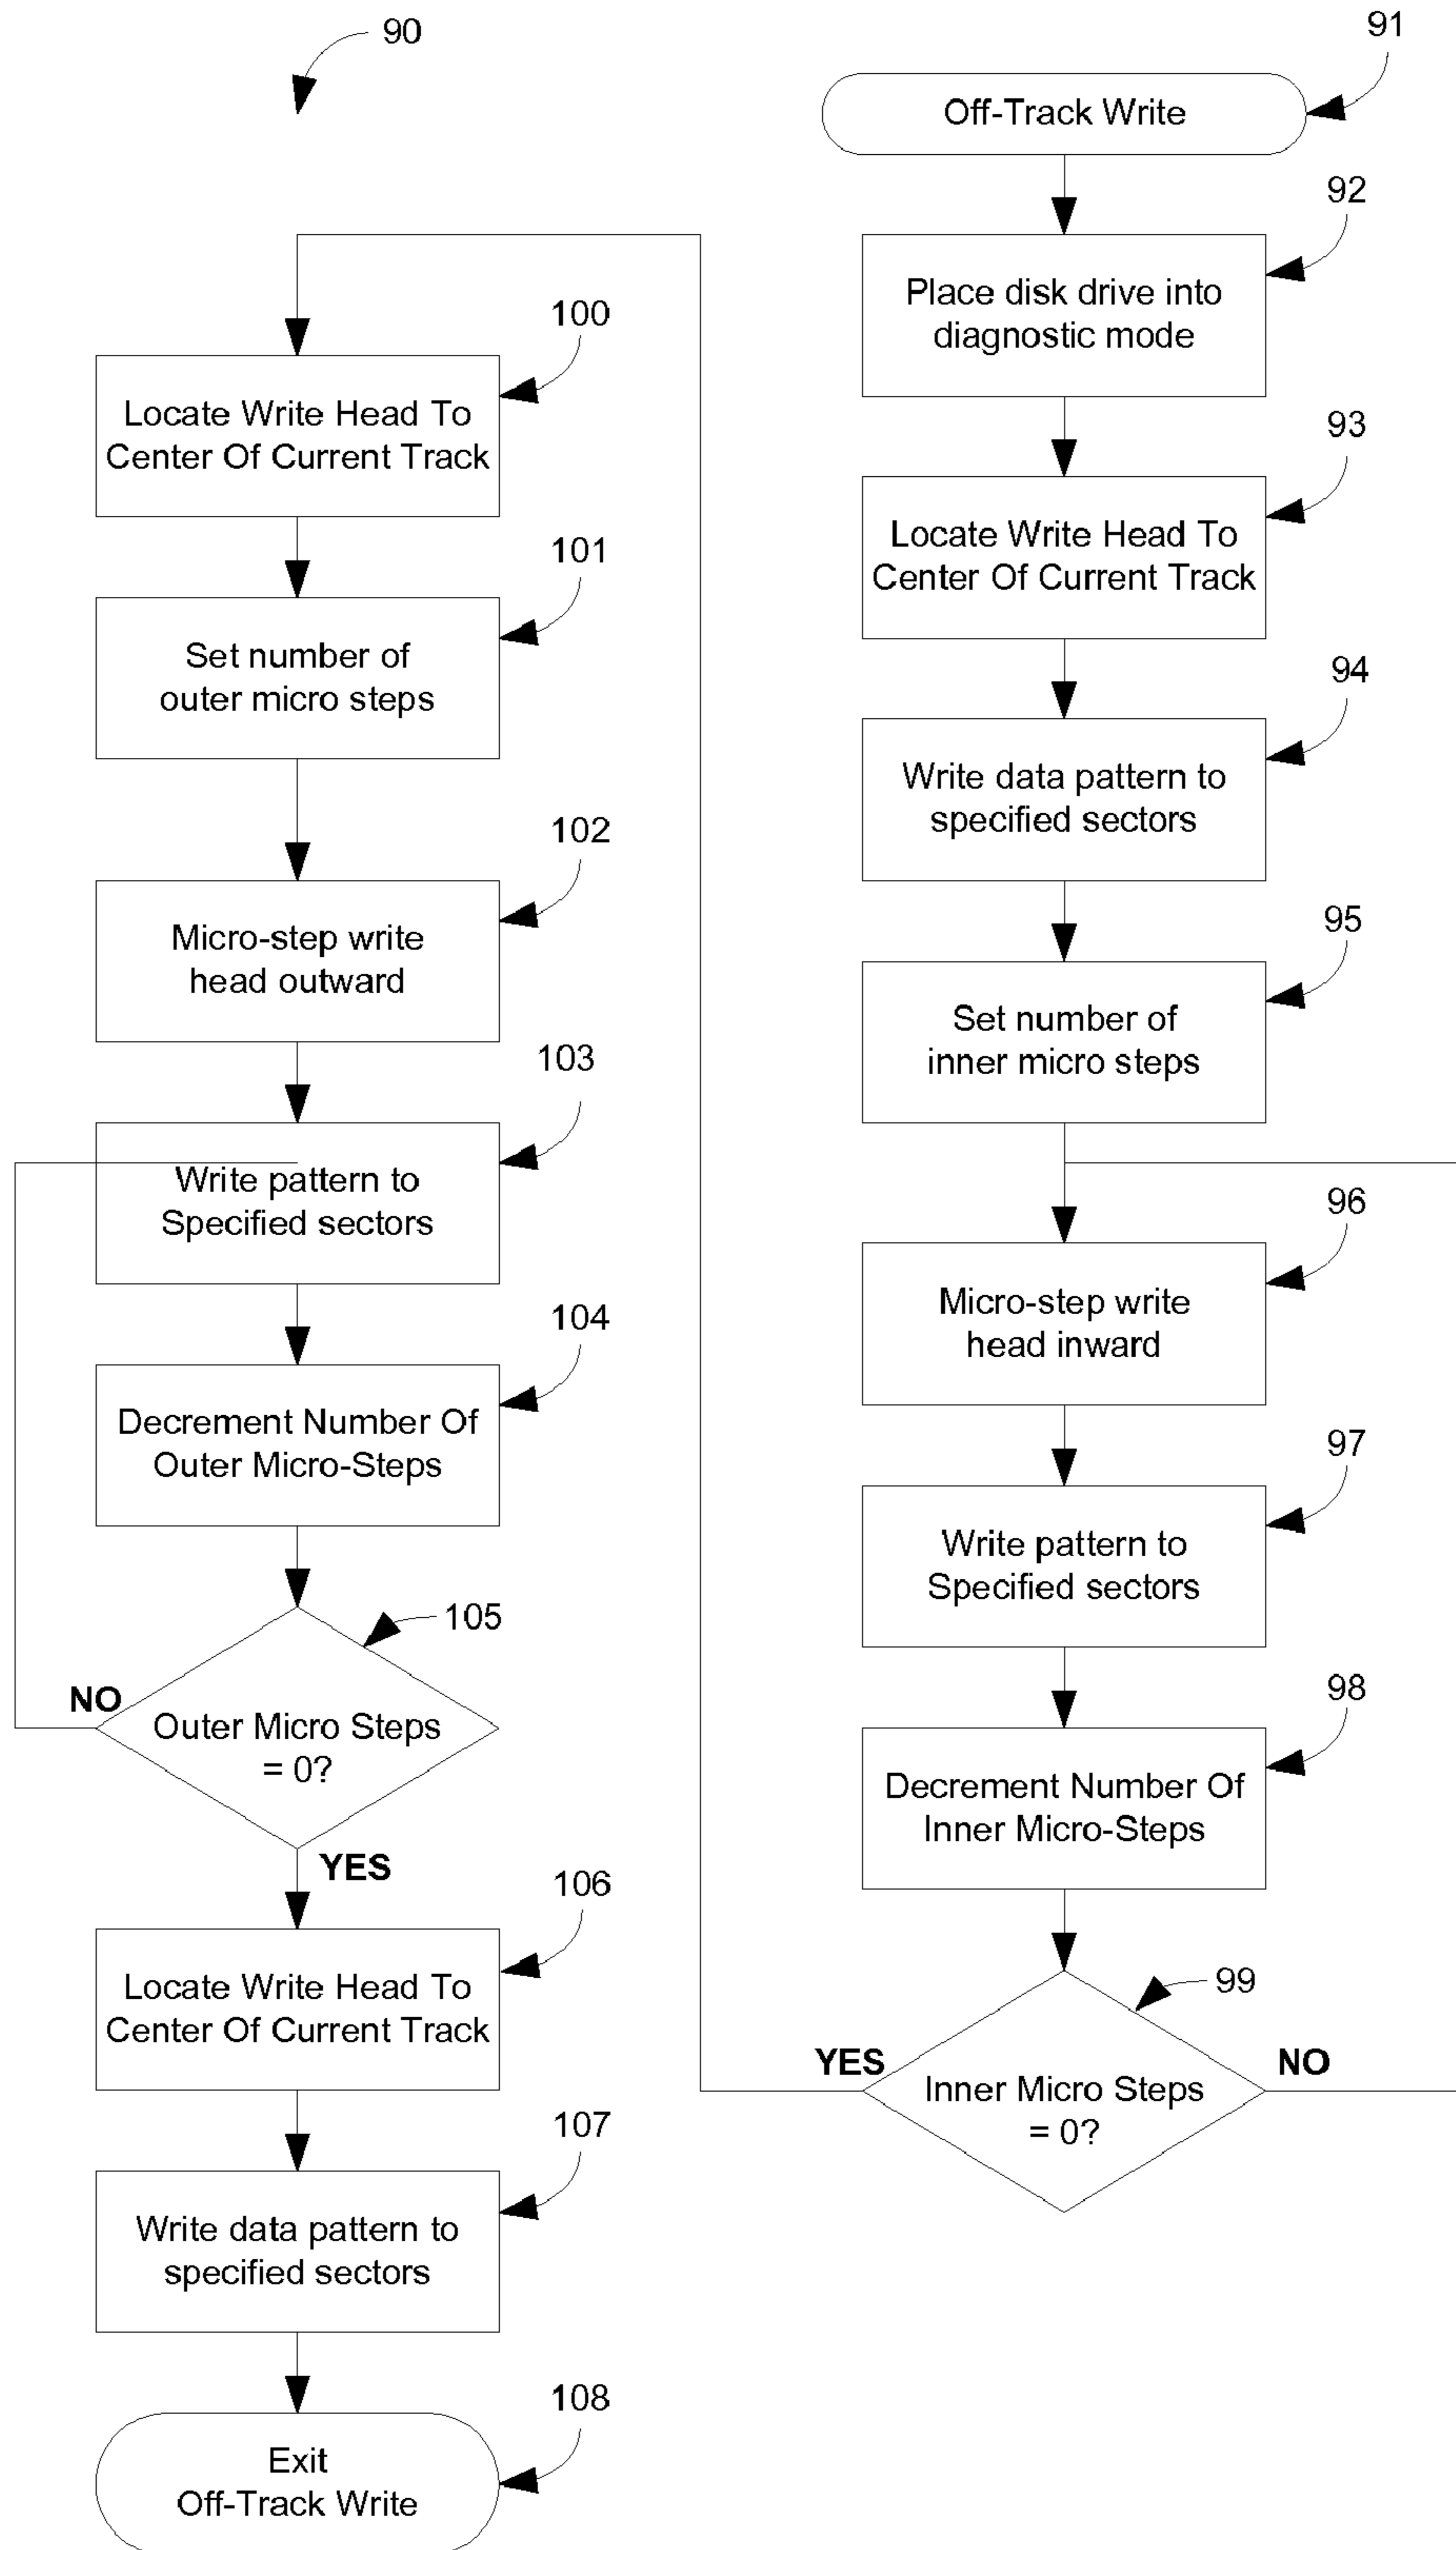 90
91
Off-Track Write
92
Place disk drive into
diagnostic mode
93
Locate Write Head To
Center Of Current Track
94
Write data pattern to
specified sectors
95
Set number of
inner micro steps
96
Micro-step write
head inward
97
Write pattern to
Specified sectors
98
Decrement Number Of
Inner Micro-Steps
99
Inner Micro Steps
= 0?
YES
NO
100
Locate Write Head To
Center Of Current Track
101
Set number of
outer micro steps
102
Micro-step write
head outward
103
Write pattern to
Specified sectors
104
Decrement Number Of
Outer Micro-Steps
105
NO
Outer Micro Steps
= 0?
YES
106
Locate Write Head To
Center Of Current Track
107
Write data pattern to
specified sectors
108
Exit
Off-Track Write